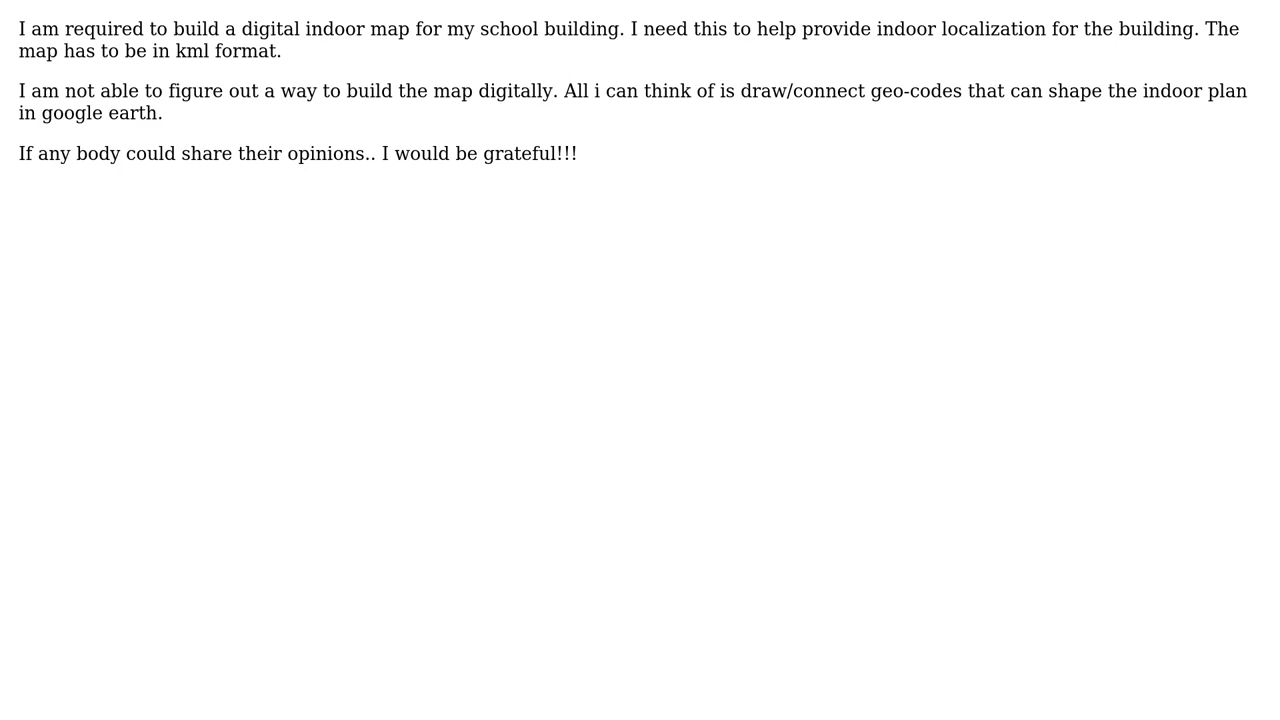 I am required to build a digital indoor map for my school building. I need this to help provide indoor localization for the building. The
map has to be in kml format.
I am not able to figure out a way to build the map digitally. All i can think of is draw/connect geo-codes that can shape the indoor plan
in google earth.
If any body could share their opinions.. I would be grateful!!!